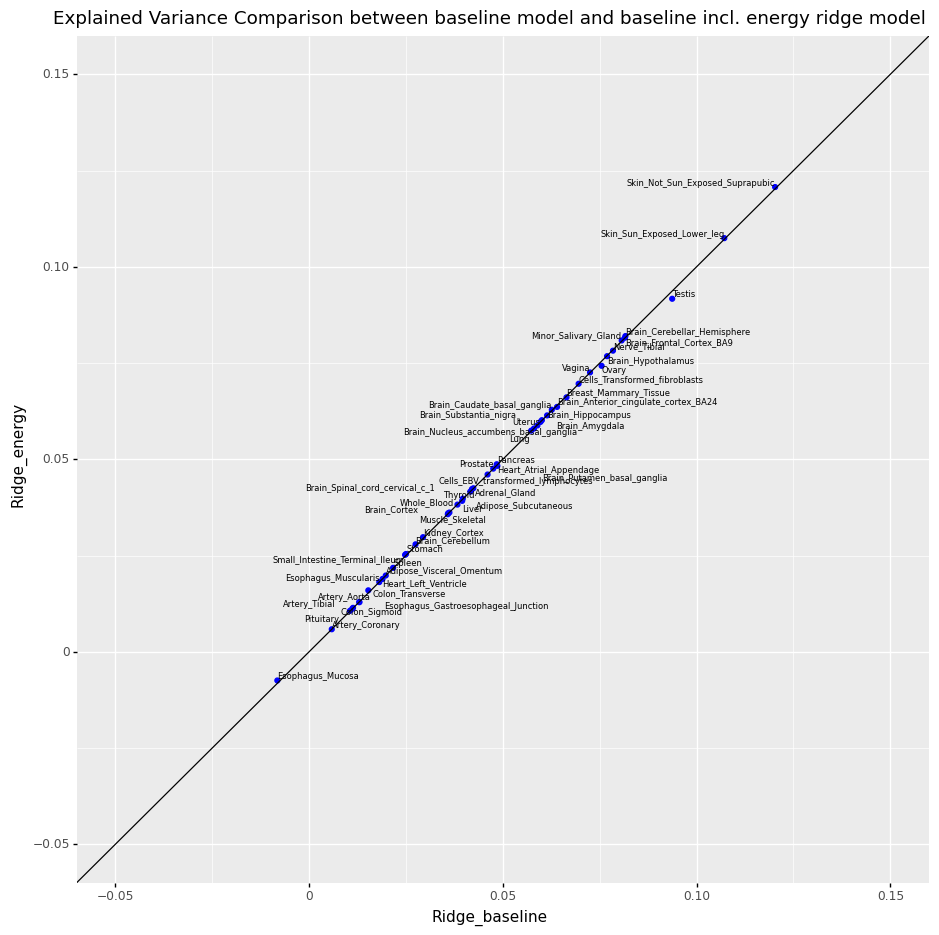 Explained Variance Comparison between baseline model and baseline incl. energy ridge model
0.15
Skin_Not_Sun_Exposed_Suprapubic
Skin_Sun_Exposed_Lower_leg
0.10
Testis
Brain_Cerebellar_Hemisphere
Minor_Salivary_Gland
Brain_Frontal_Cortex_BA9
Nerve_Tibial
Brain_Hypothalamus
Vagina
Ovary
Cells_Transformed_fibroblasts
Breast_Mammary_Tissue
Brain_Anterior_cingulate_cortex_BA24
Brain_Caudate_basal_ganglia
Brain_Substantia_nigra
Brain_Hippocampus
Uterus
Brain_Amygdala
Brain_Nucleus_accumbens_basal_ganglia
Lung
0.05
Pancreas
Prostate
Heart_Atrial_Appendage
Brain_Putamen_basal_ganglia
Cells_EBV_transformed_lymphocytes
Brain_Spinal_cord_cervical_c_1
Adrenal_Gland
Thyroid
Whole_Blood
Adipose_Subcutaneous
Liver
Brain_Cortex
Muscle_Skeletal
Kidney_Cortex
Brain_Cerebellum
Stomach
Small_Intestine_Terminal_Ileum
Spleen
Adipose_Visceral_Omentum
Esophagus_Muscularis
Heart_Left_Ventricle
Colon_Transverse
Artery_Aorta
Artery_Tibial
Esophagus_Gastroesophageal_Junction
Colon_Sigmoid
Pituitary
Artery_Coronary
0
Esophagus_Mucosa
−0.05
−0.05
0
0.05
0.10
0.15
Ridge_baseline
Ridge_energy